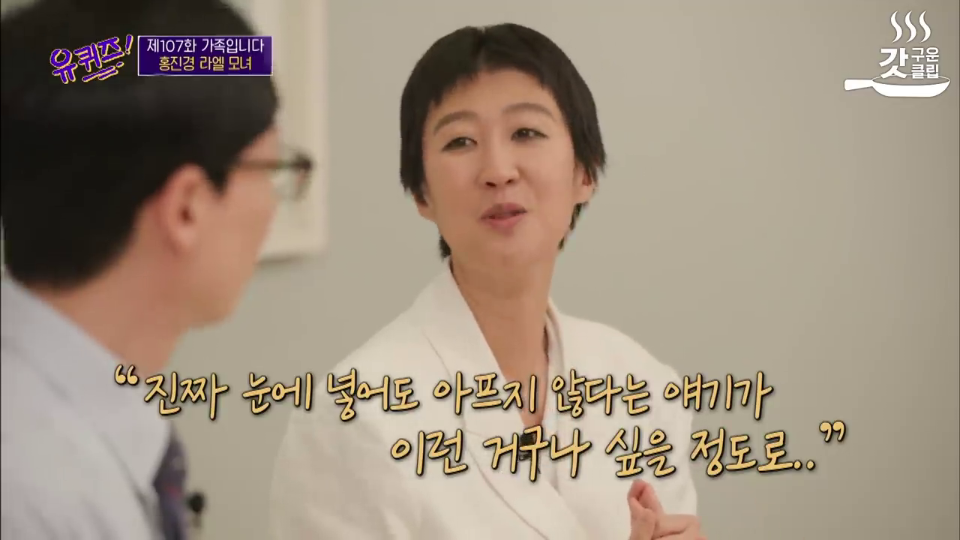 유퀴즈!
제107화 가족입니다
홍진경 라엘 모녀
갓구운
클립
“진짜 눈에 넣어도 아프지 않다는 얘기가
이런 거구나 싶을 정도로..”